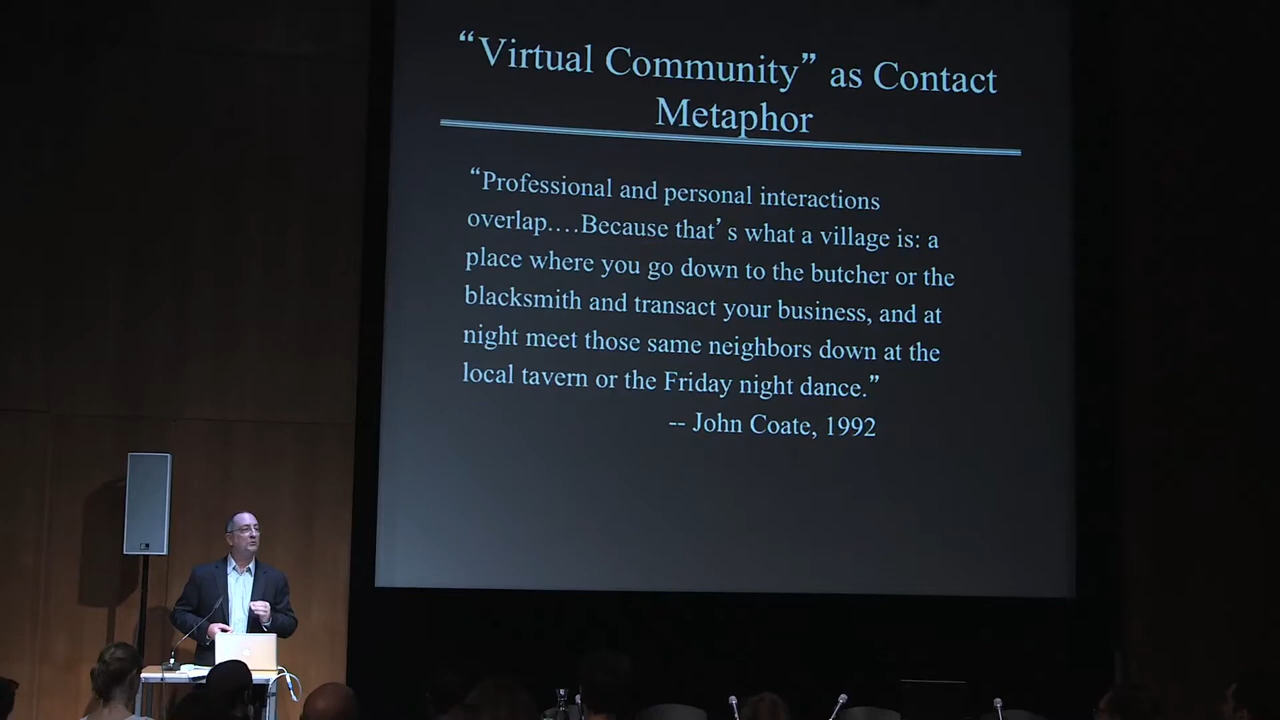 “Virtual Community” as Contact
Metaphor
“Professional and personal interactions
overlap....Because that’s what a village is: a
place where you go down to the butcher or the
blacksmith and transact your business, and at
night meet those same neighbors down at the
local tavern or the Friday night dance.”
-- John Coate, 1992